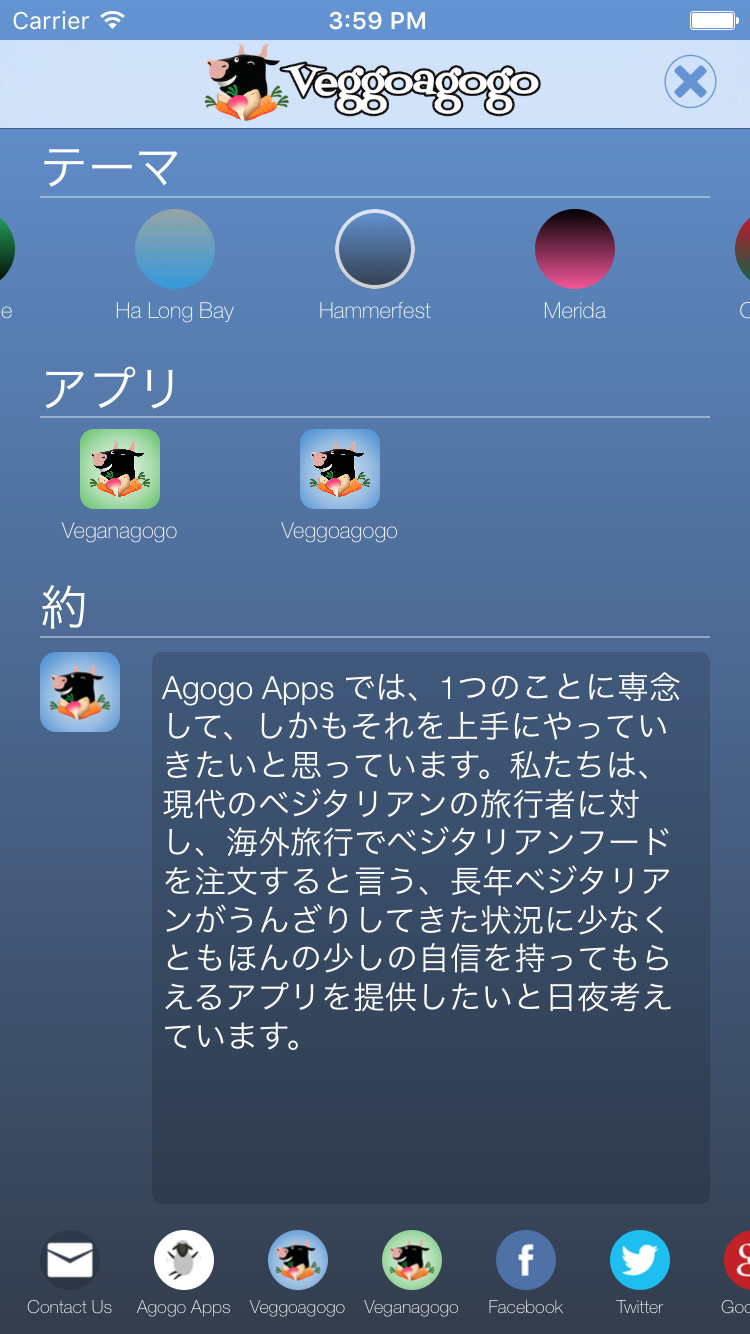 Carrier 3:59 PM
Veggoagogo
テーマ
e Ha Long Bay Hammerfest Merida
アプリ
Veganagogo Veggoagogo
約
Agogo Apps では、1つのことに専念
して、しかもそれを上手にやってい
きたいと思っています。私たちは、
現代のベジタリアンの旅行者に対
し、海外旅行でベジタリアンフード
を注文すると言う、長年ベジタリア
ンがうんざりしてきた状況に少なく
ともほんの少しの自信を持ってもら
えるアプリを提供したいと日夜考え
ています。
Contact Us Agogo Apps Veggoagogo Veganagogo Facebook Twitter Goo